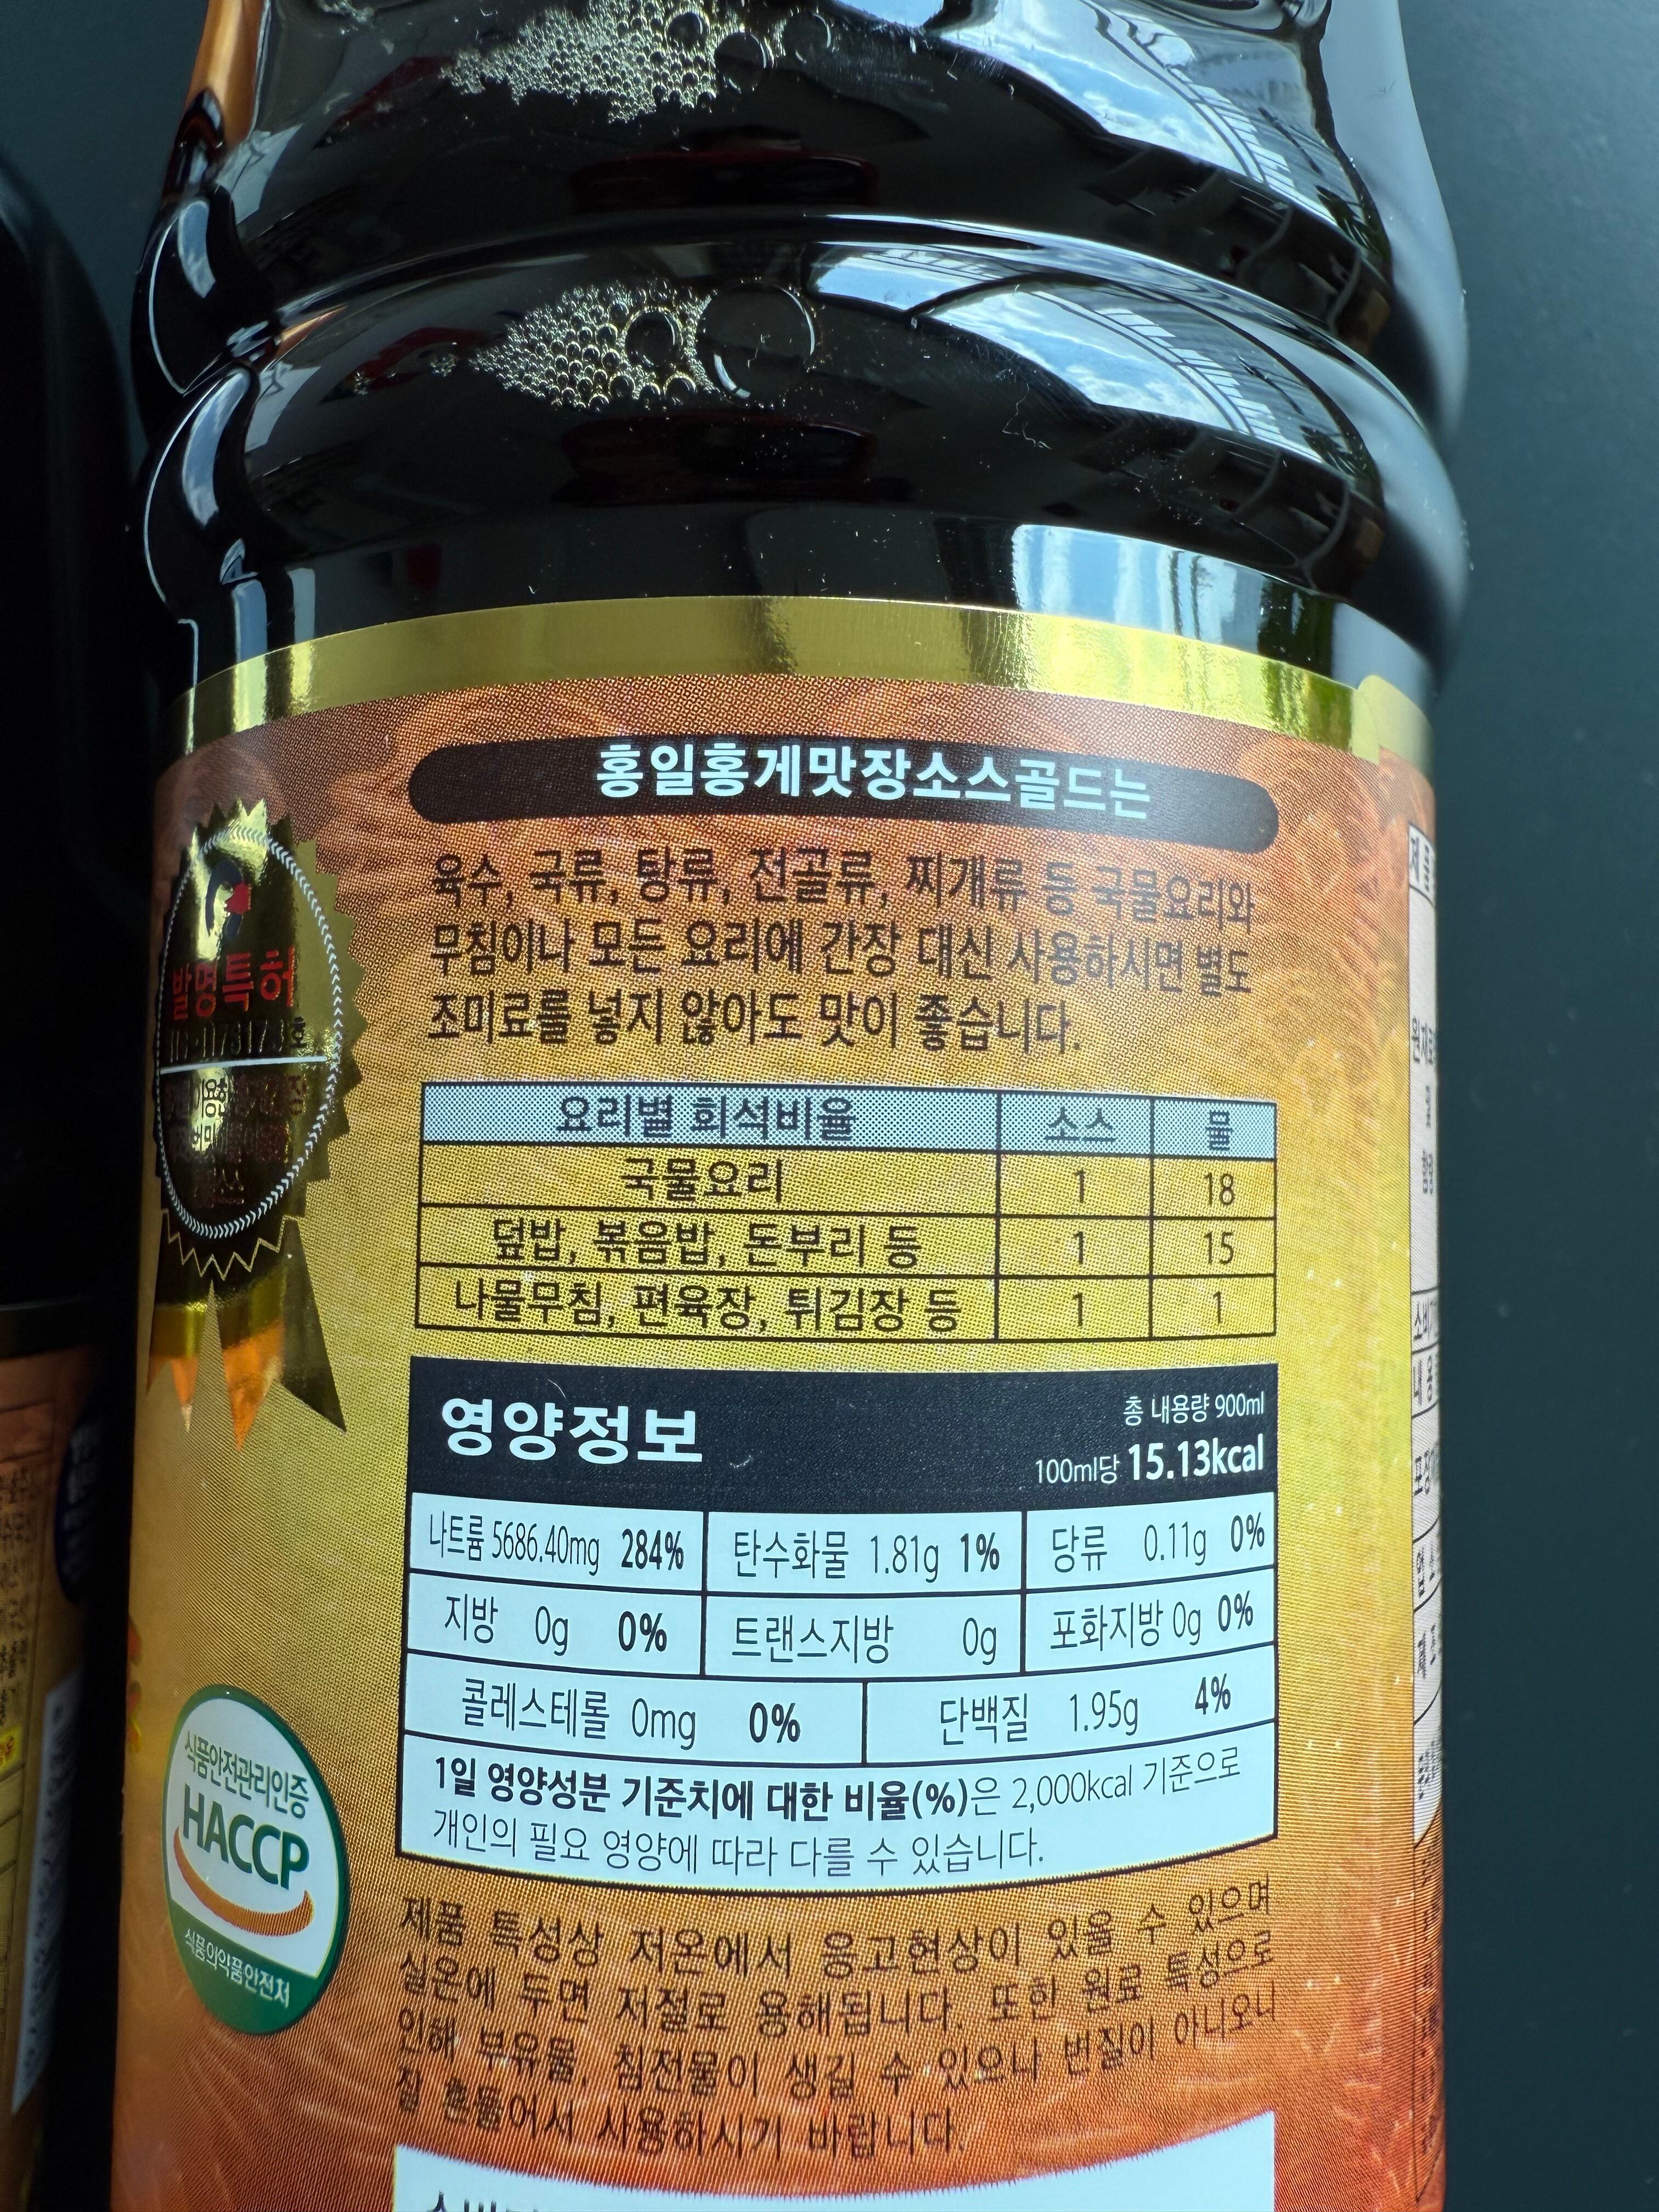 홍일홍게맛장소스골드는
육수, 국류, 탕류, 전골류, 찌개류 등 국물요리와
무침이나 모든 요리에 간장 대신 사용하시면 별도
조미료를 넣지 않아도 맛이 좋습니다.
발명특허
요리별 희석비율 소스 물
국물요리 1 18
덮밥, 볶음밥, 돈부리 등 1 15
나물무침, 편육장, 튀김장 등 1 1
영양정보
총 내용량 900ml
100ml당 15.13kcal
나트륨 5686.40mg 284% 탄수화물 1.81g 1% 당류 0.11g 0%
지방 0g 0% 트랜스지방 0g 포화지방 0g 0%
콜레스테롤 0mg 0% 단백질 1.95g 4%
1일 영양성분 기준치에 대한 비율(%)은 2,000kcal 기준으로
개인의 필요 영양에 따라 다를 수 있습니다.
식품안전관리인증
HACCP
식품의약품안전처
제품 특성상 저온에서 응고현상이 있을 수 있으며
실온에 두면 저절로 용해됩니다. 또한 원료 특성으로
인해 부유물, 침전물이 생길 수 있으나 변질이 아니오니
잘 흔들어서 사용하시기 바랍니다.